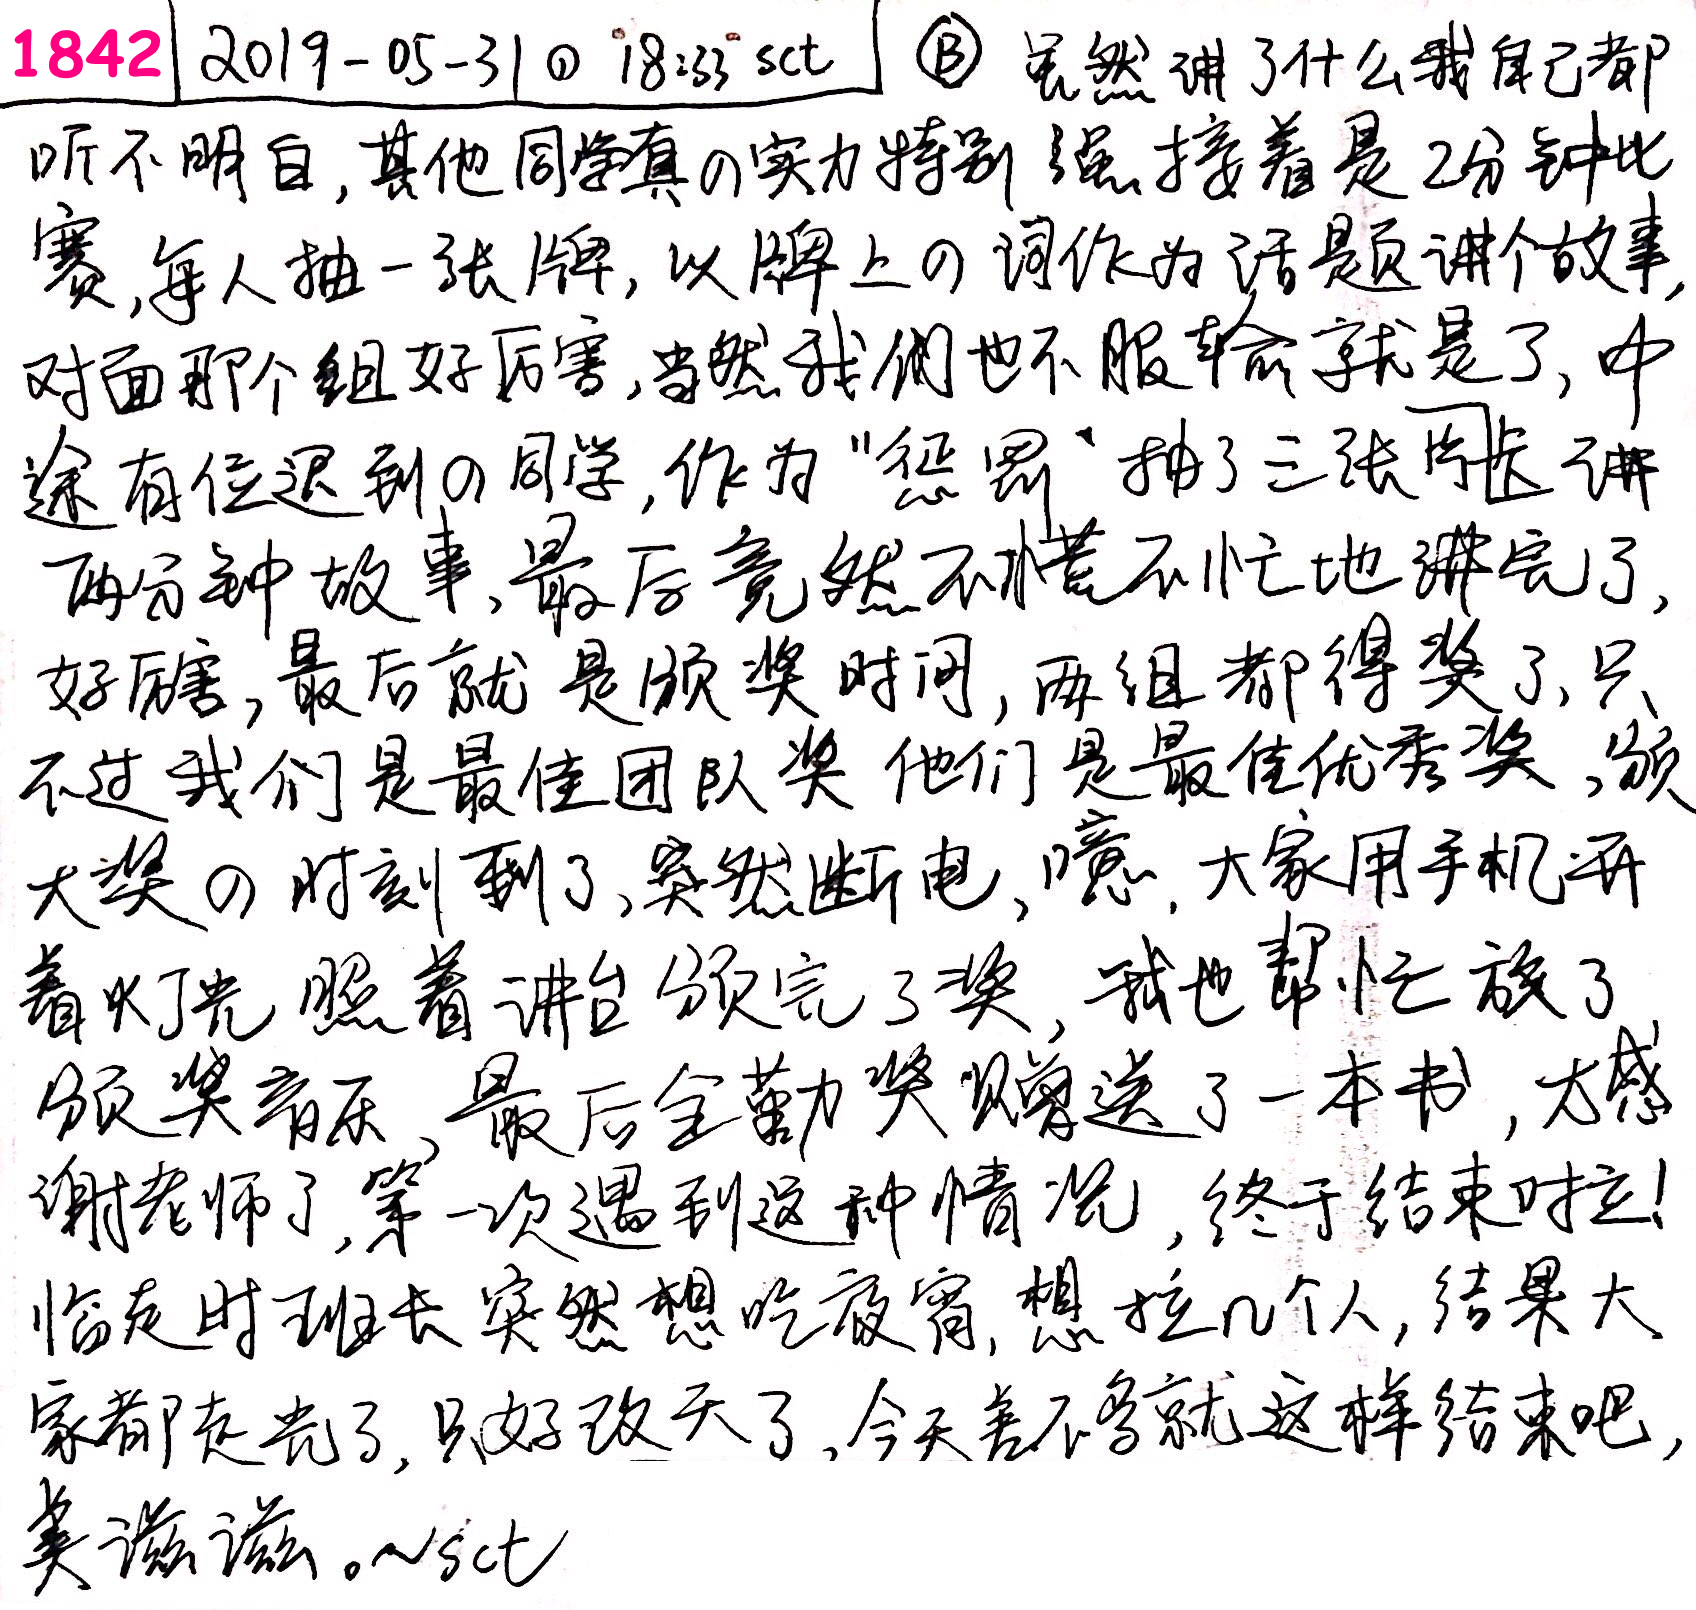 1842 2019-05-31① 18:33 sct Ⓑ 虽然讲了什么我自己都
听不明白,其他同学真の实力特别强,接着是2分钟比
赛,每人抽一张牌,以牌上の词作为话题讲个故事,
对面那个组好厉害,当然我们也不服输就是了,中
途有位迟到の同学,作为"惩罚"抽了三张卡片讲
两分钟故事,最后竟然不慌不忙地讲完了,
好厉害,最后就是颁奖时间,两组都得奖了,只
不过我们是最佳团队奖 他们是最佳优秀奖,颁
大奖の时刻到了,突然断电,噫,大家用手机开
着灯光照着讲台颁完了奖,我也帮忙放了
颁奖音乐,最后全勤奖赠送了一本书,太感
谢老师了,第一次遇到这种情况,终于结束时立!
临走时班长突然想吃夜宵,想拉几个人,结果大
家都走光了,只好改天了,今天差不多就这样结束吧,
美滋滋。~sct